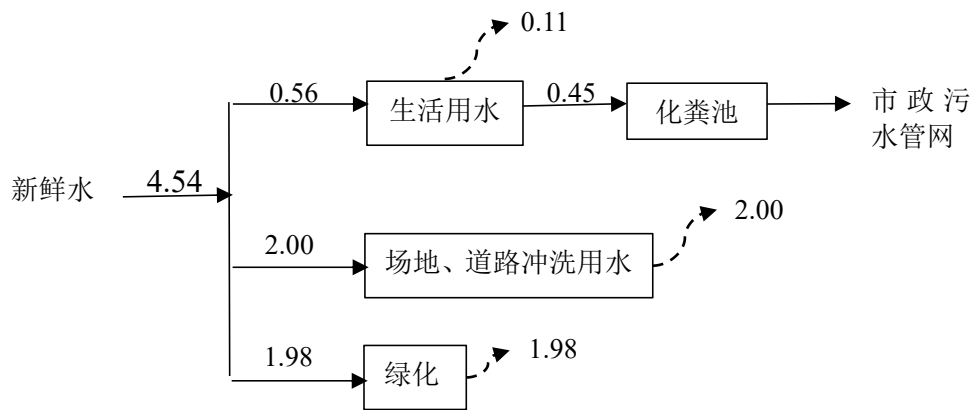 0.11
0.56
生活用水
0.45
化粪池
市政污
水管网
新鲜水
4.54
2.00
2.00
场地、道路冲洗用水
1.98
绿化
1.98